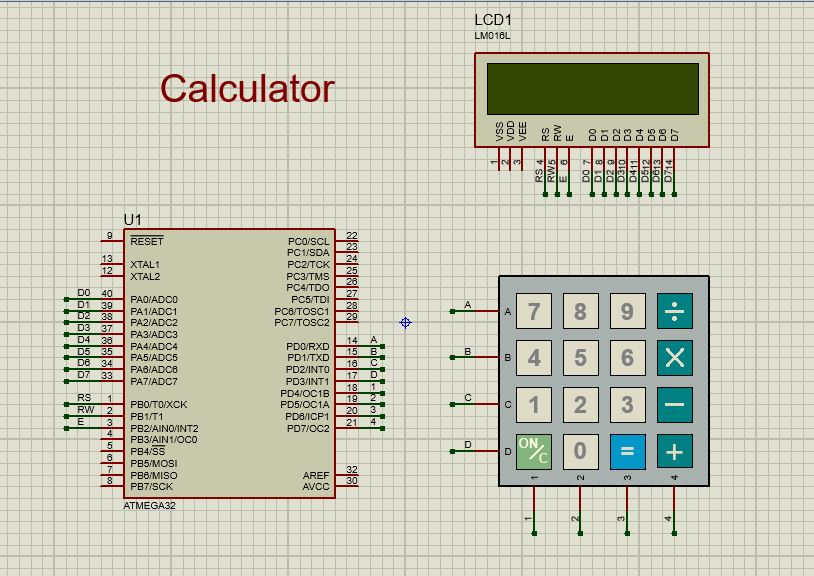 LCD1
LM016L
Calculator
VSS VDD VEE RS RW E D0 D1 D2 D3 D4 D5 D6 D7
1 2 3 4 5 6 7 8 9 10 11 12 13 14
RS RW E D0 D1 D2 D3 D4 D5 D6 D7
U1
9 RESET PC0/SCL 22
PC1/SDA 23
13 XTAL1 PC2/TCK 24
12 XTAL2 PC3/TMS 25
PC4/TDO 26
D0 40 PA0/ADC0 PC5/TDI 27
D1 39 PA1/ADC1 PC6/TOSC1 28
D2 38 PA2/ADC2 PC7/TOSC2 29
D3 37 PA3/ADC3
D4 36 PA4/ADC4 PD0/RXD 14 A
D5 35 PA5/ADC5 PD1/TXD 15 B
D6 34 PA6/ADC6 PD2/INT0 16 C
D7 33 PA7/ADC7 PD3/INT1 17 D
PD4/OC1B 18 1
RS 1 PB0/T0/XCK PD5/OC1A 19 2
RW 2 PB1/T1 PD6/ICP1 20 3
E 3 PB2/AIN0/INT2 PD7/OC2 21 4
4 PB3/AIN1/OC0
5 PB4/SS
6 PB5/MOSI
7 PB6/MISO AREF 32
8 PB7/SCK AVCC 30
ATMEGA32
A A 7 8 9 ÷
B B 4 5 6 ×
C C 1 2 3 −
D D ON/C 0 = +
1 2 3 4
1 2 3 4